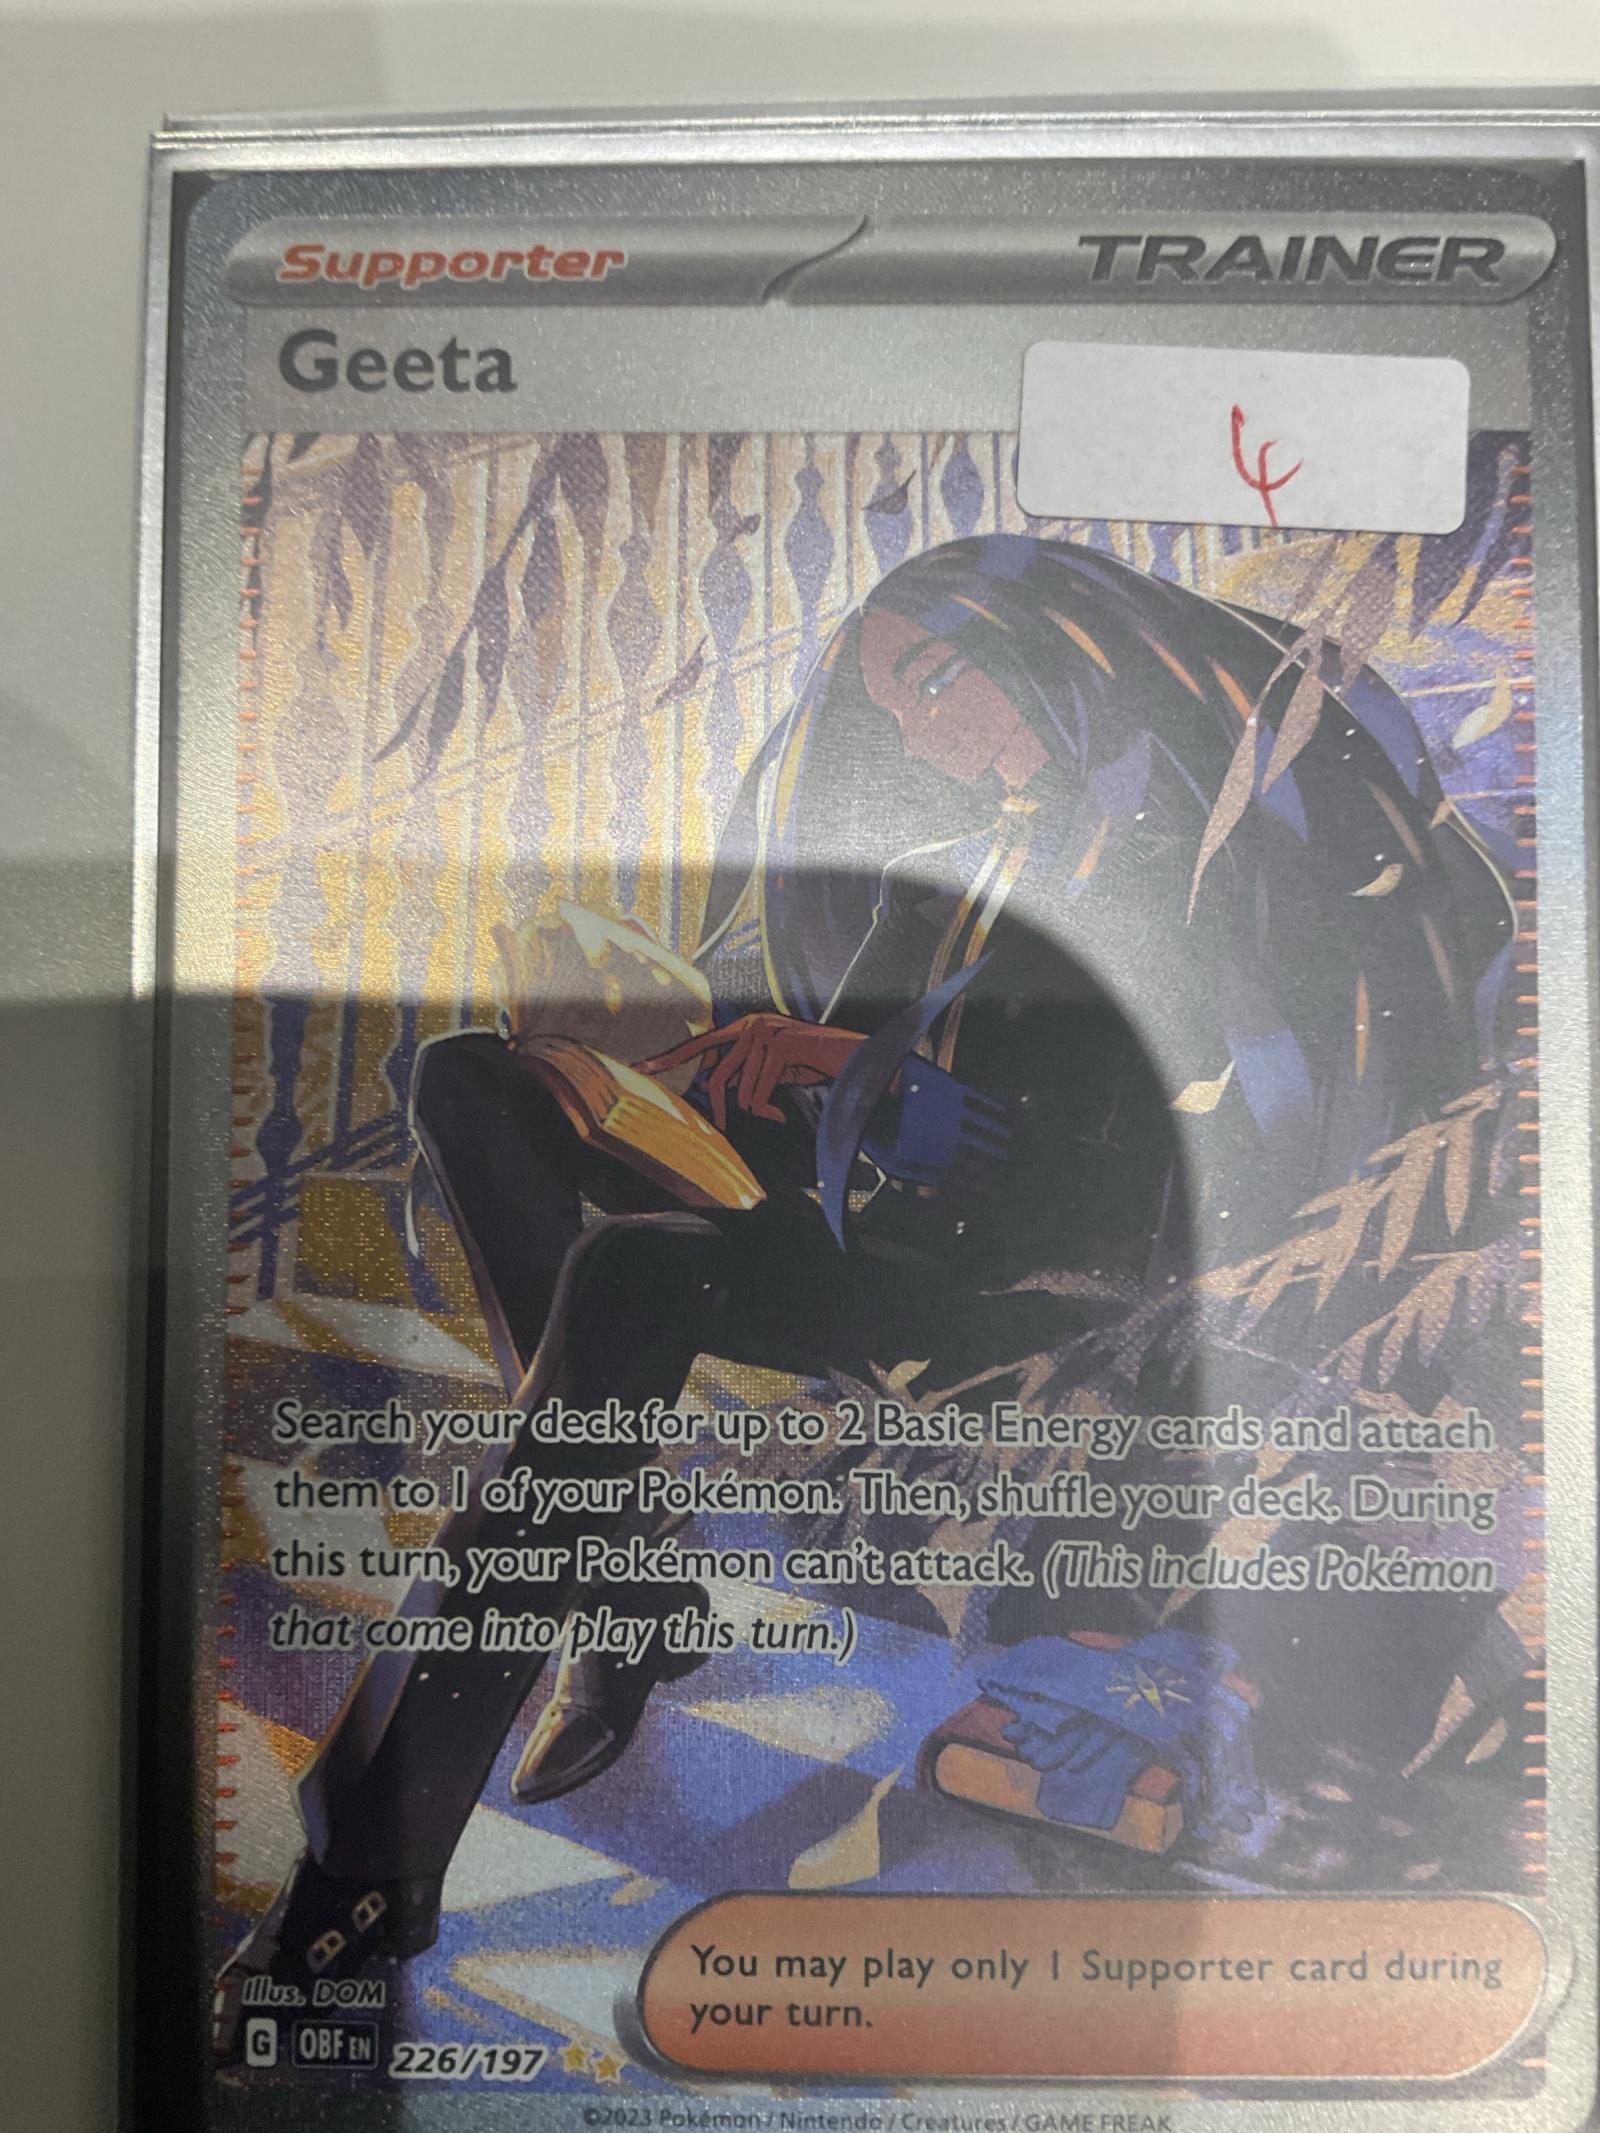 Supporter TRAINER
Geeta
4
Search your deck for up to 2 Basic Energy cards and attach
them to 1 of your Pokémon. Then, shuffle your deck. During
this turn, your Pokémon can't attack. (This includes Pokémon
that come into play this turn.)
You may play only 1 Supporter card during
your turn.
Illus. DOM
G OBF EN 226/197
©2023 Pokémon / Nintendo / Creatures / GAME FREAK